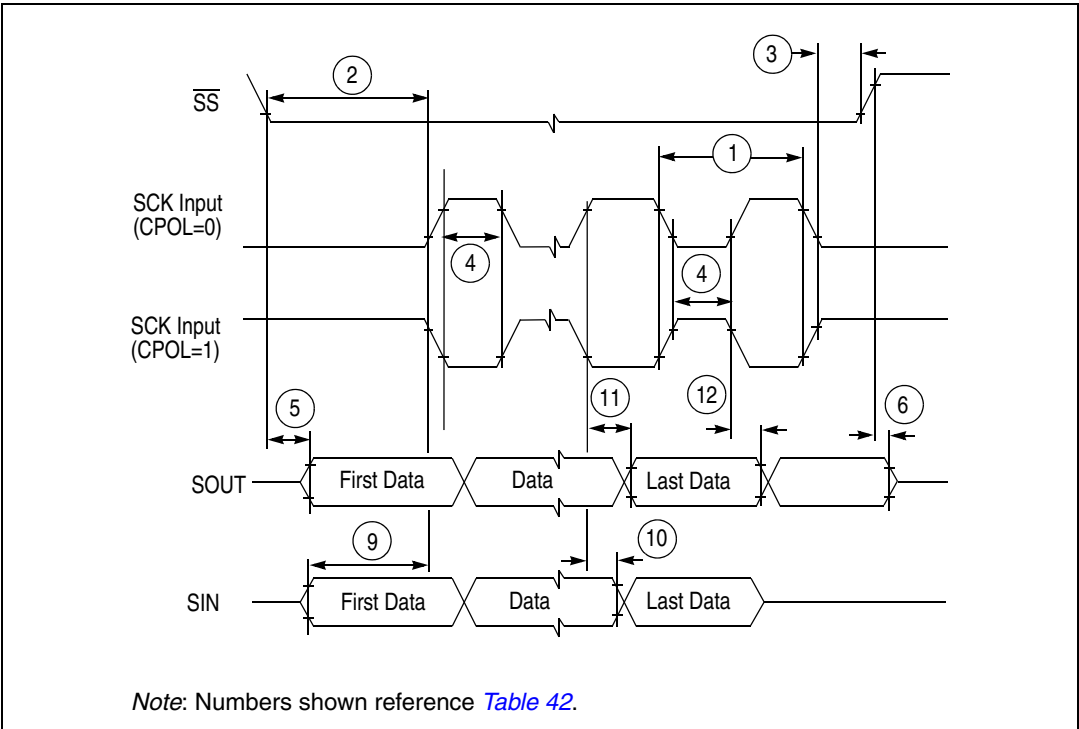 3
2
SS
1
SCK Input
(CPOL=0)
4
4
SCK Input
(CPOL=1)
11
12
5
6
SOUT
First Data
Data
Last Data
9
10
SIN
First Data
Data
Last Data
Note: Numbers shown reference Table 42.